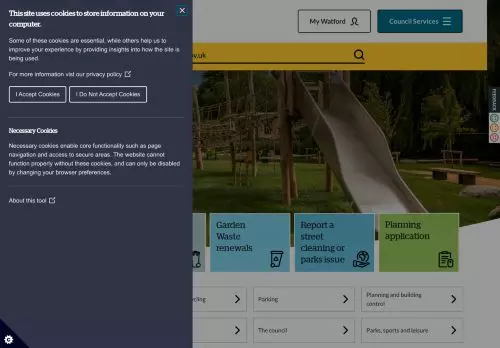 This site uses cookies to store information on your
computer.
Some of these cookies are essential, while others help us to
improve your experience by providing insights into how the site is
being used.
For more information visit our privacy policy
I Accept Cookies
I Do Not Accept Cookies
Necessary Cookies
Necessary cookies enable core functionality such as page
navigation and access to secure areas. The website cannot
function properly without these cookies, and can only be disabled
by changing your browser preferences.
About this tool
My Watford
Council Services
Garden
Waste
renewals
Report a
street
cleaning or
parks issue
Planning
application
Parking
Planning and building
control
The council
Parks, sports and leisure